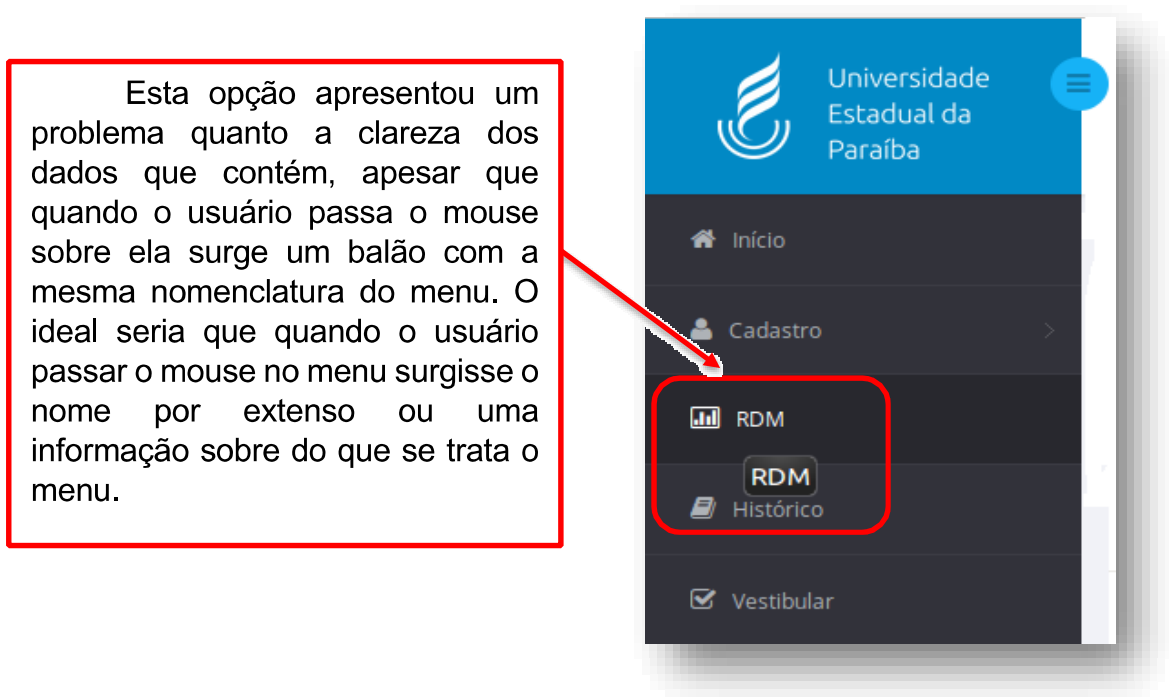 Esta opção apresentou um
problema quanto a clareza dos
dados que contém, apesar que
quando o usuário passa o mouse
sobre ela surge um balão com a
mesma nomenclatura do menu. O
ideal seria que quando o usuário
passar o mouse no menu surgisse o
nome por extenso ou uma
informação sobre do que se trata o
menu.
Universidade
Estadual da
Paraíba
Início
Cadastro
RDM
RDM
Histórico
Vestibular